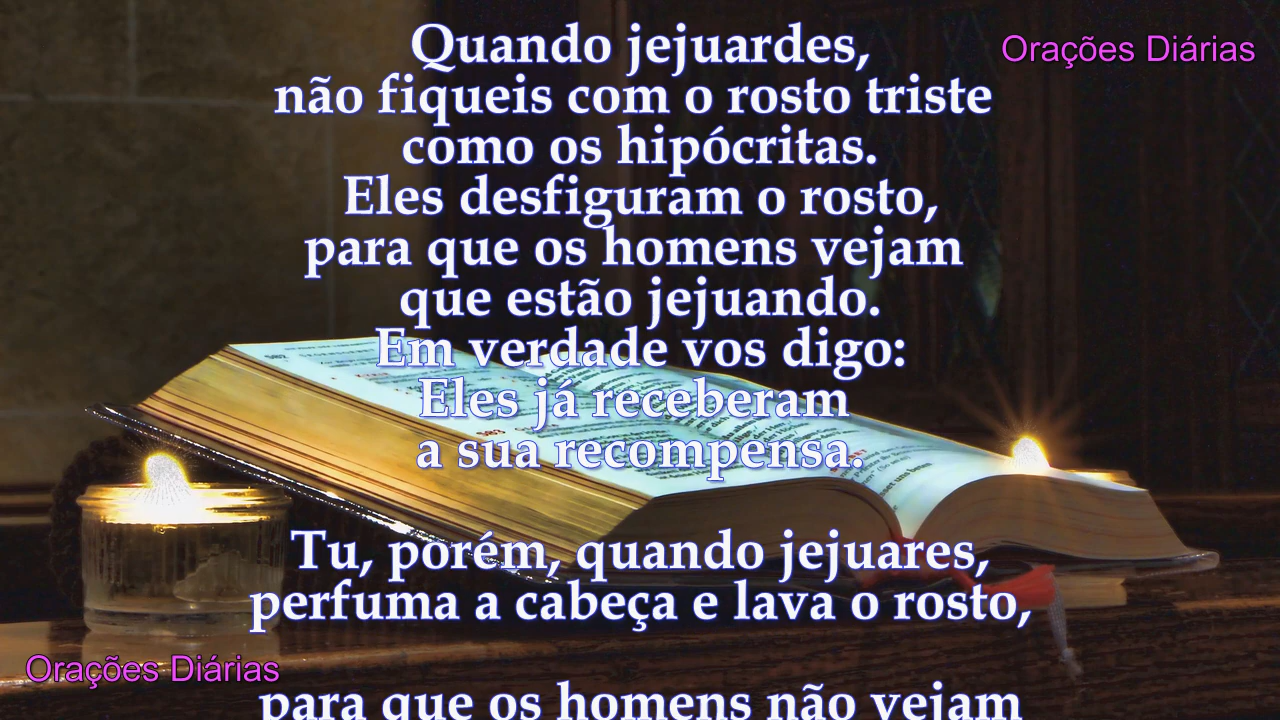 Orações Diárias
Quando jejuardes,
não fiqueis com o rosto triste
como os hipócritas.
Eles desfiguram o rosto,
para que os homens vejam
que estão jejuando.
Em verdade vos digo:
Eles já receberam
a sua recompensa.
Tu, porém, quando jejuares,
perfuma a cabeça e lava o rosto,
Orações Diárias
para que os homens não vejam